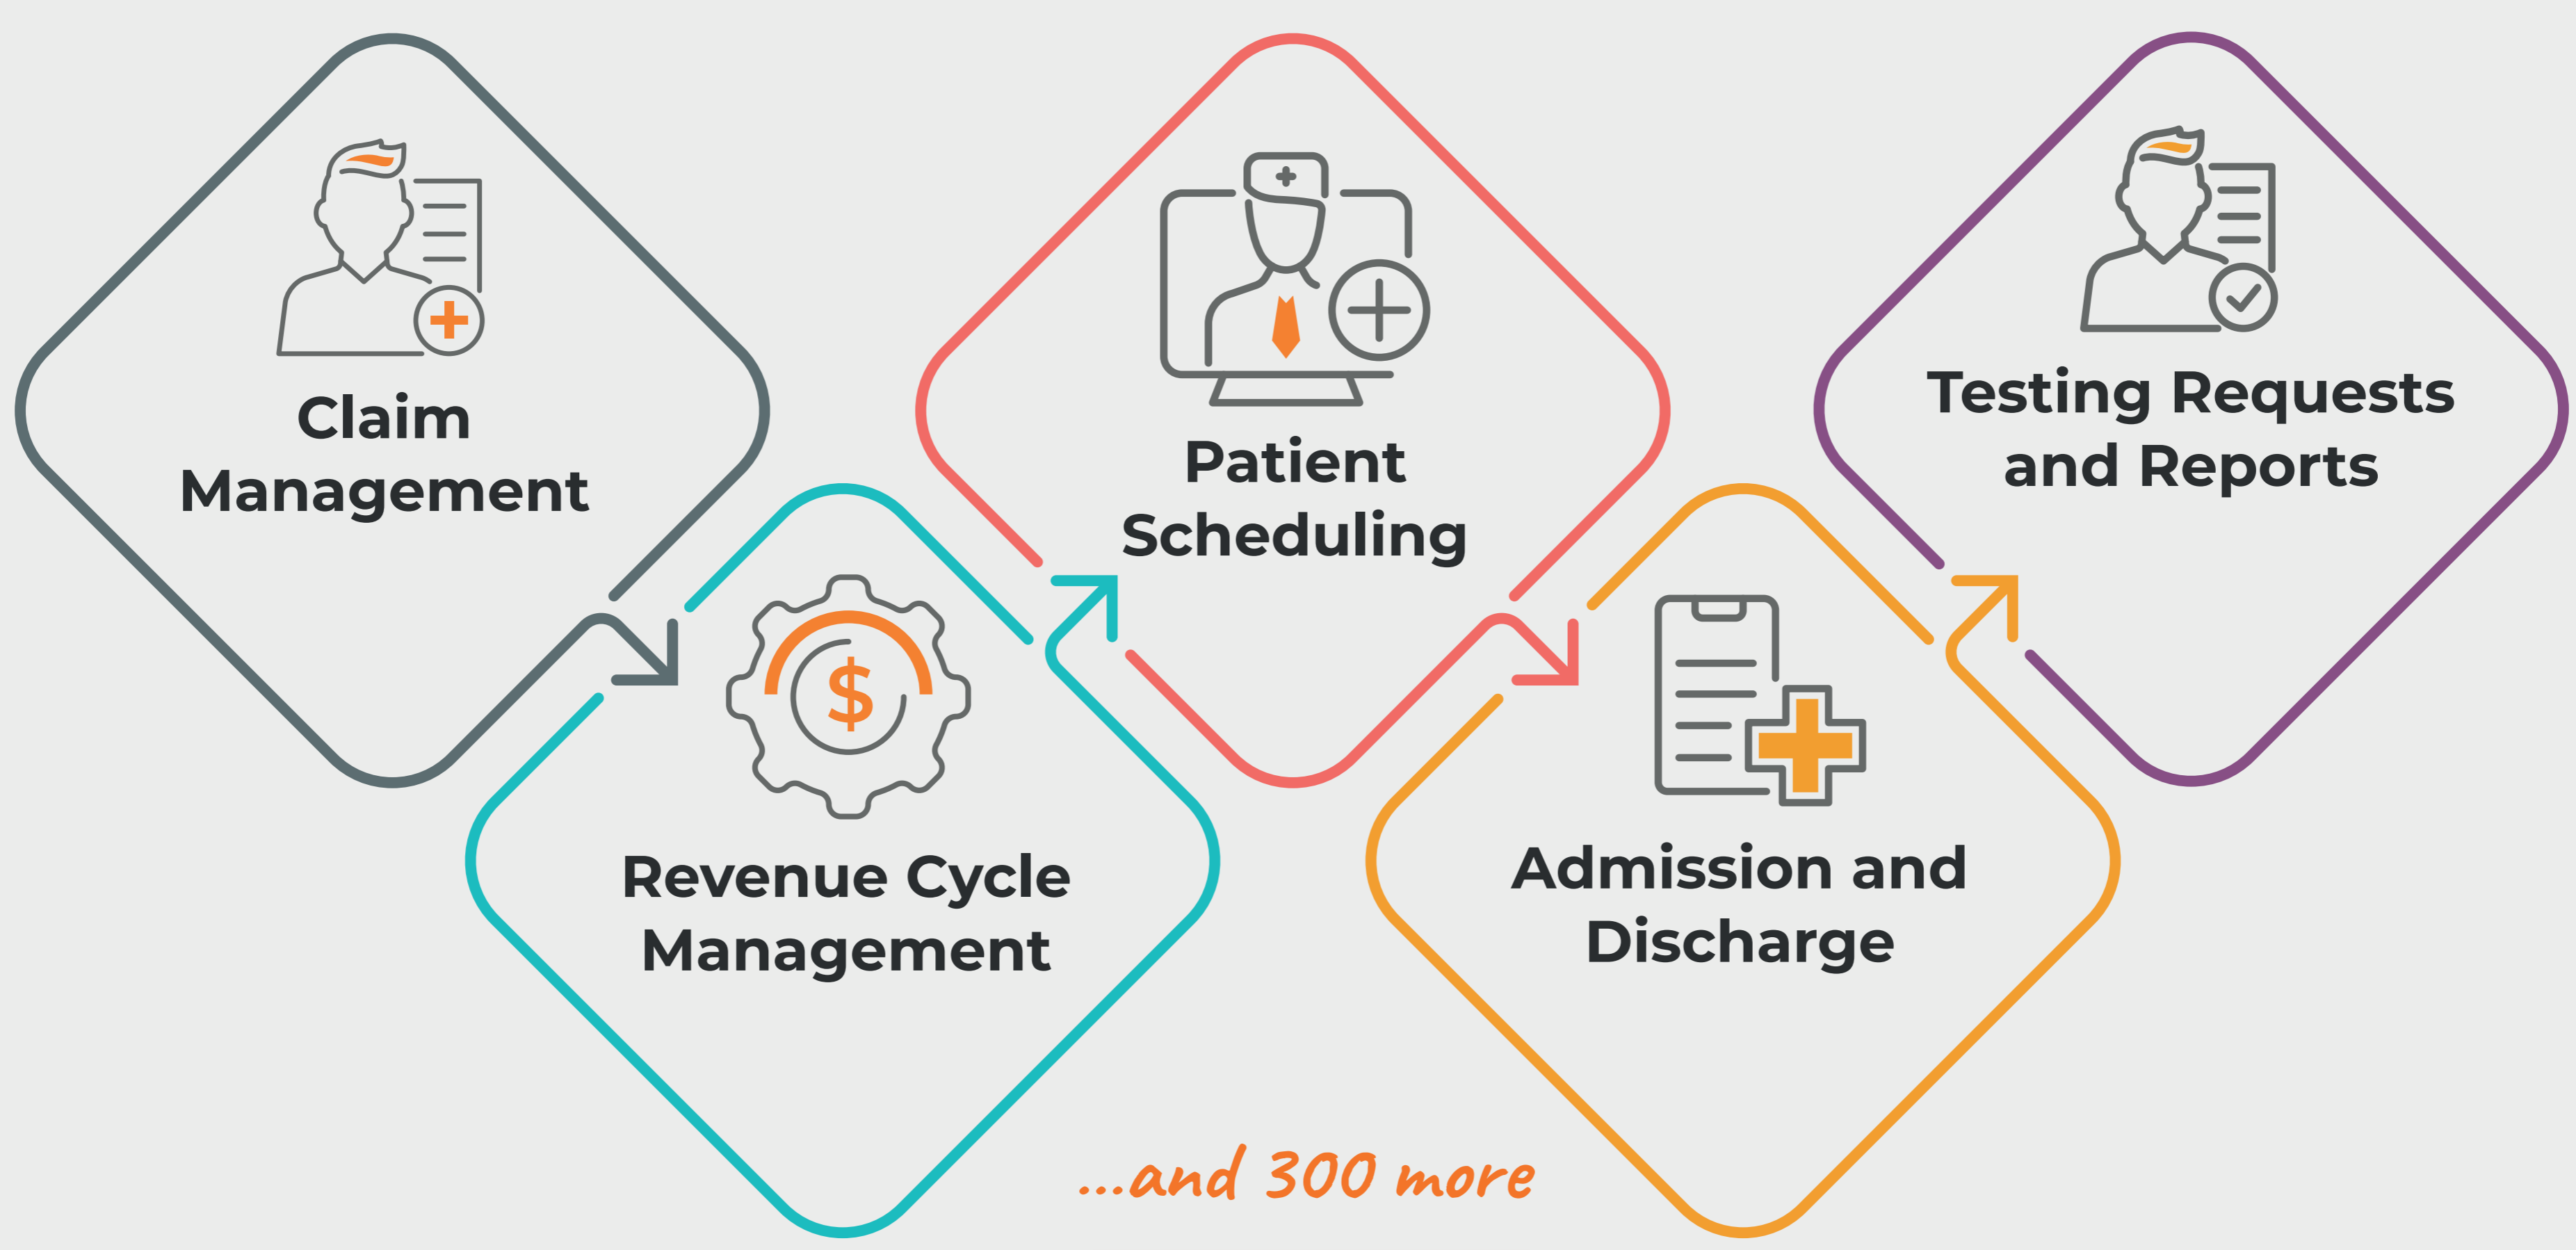 Claim
Management
Revenue Cycle
Management
Patient
Scheduling
Admission and
Discharge
Testing Requests
and Reports
$
...and 300 more